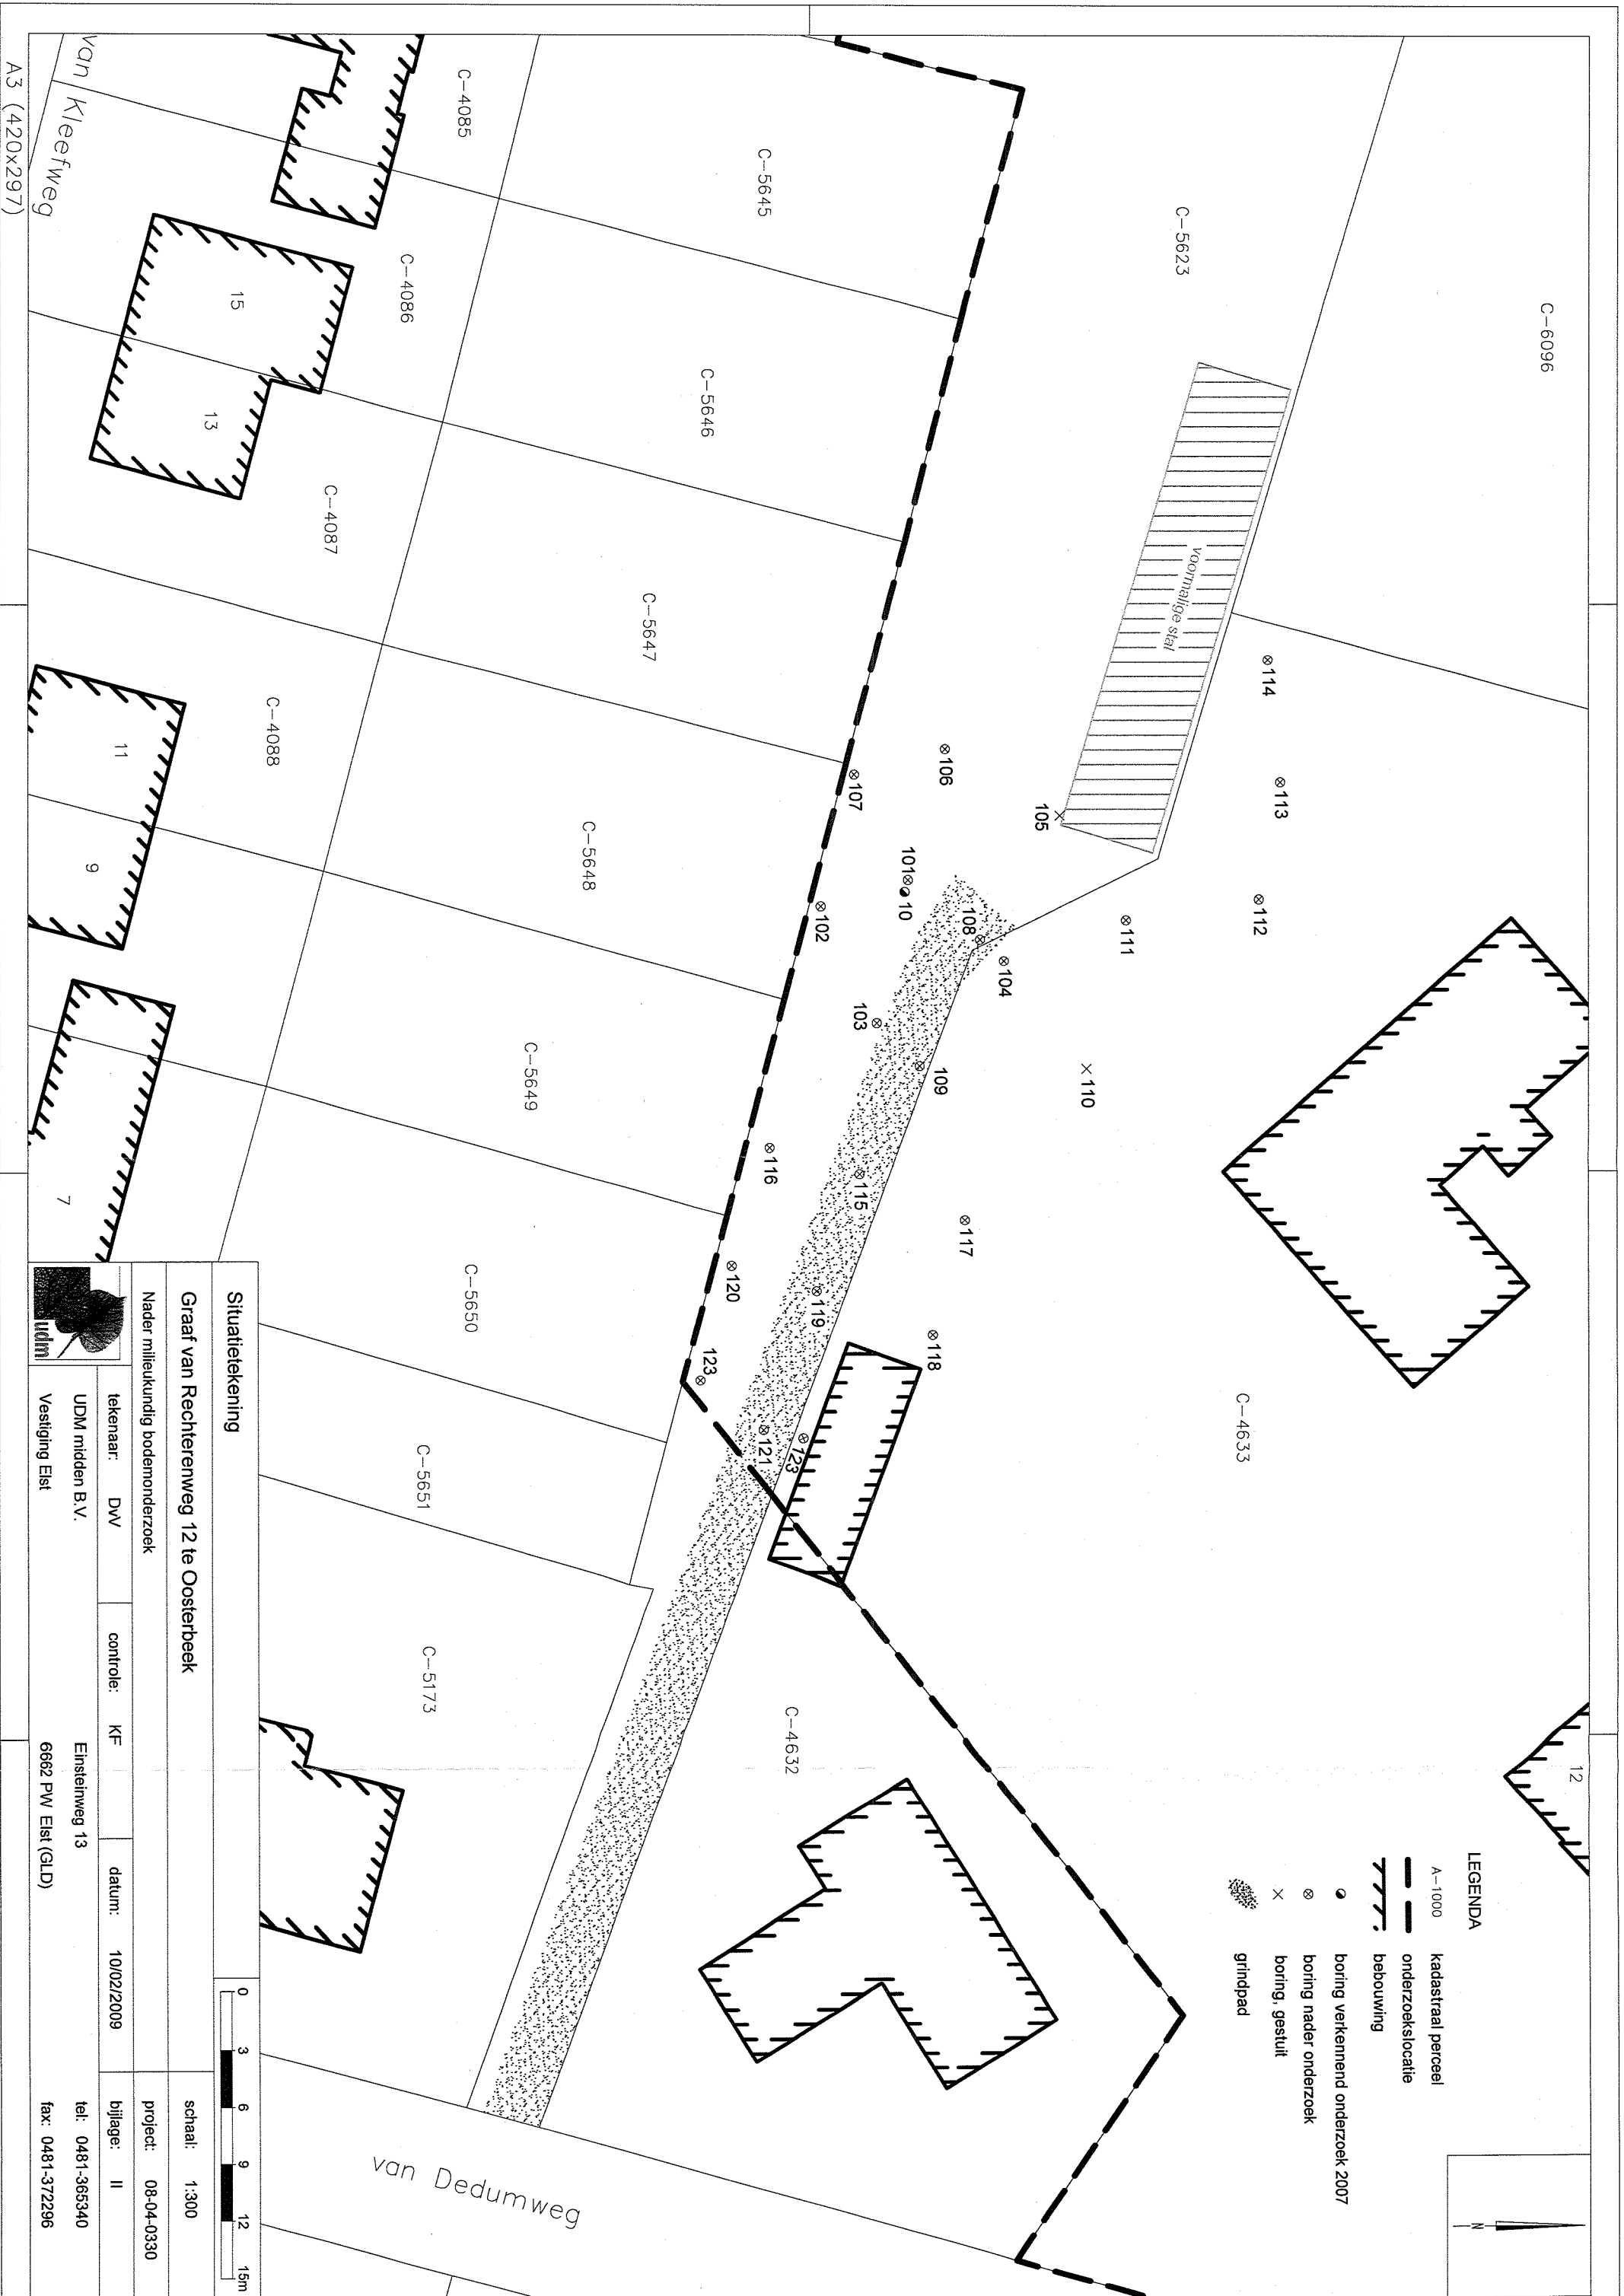 C-6096
C-5623
voormalige stal
C-5645
C-5646
C-5647
C-5648
C-5649
C-5650
C-5651
C-5173
C-4085
C-4086
C-4087
C-4088
C-4633
C-4632
12
15
13
11
9
7
114
113
112
111
106
107
105
101
10
102
108
104
103
109
110
116
115
117
120
119
118
123
121
123
van Kleefweg
van Dedumweg
LEGENDA
A-1000 kadastraal perceel
onderzoekslocatie
bebouwing
boring verkennend onderzoek 2007
boring nader onderzoek
boring, gestuit
grindpad
N
0 3 6 9 12 15m
Situatietekening
Graaf van Rechterenweg 12 te Oosterbeek
schaal: 1:300
Nader milieukundig bodemonderzoek
project: 08-04-0330
udm
tekenaar: DvV
controle: KF
datum: 10/02/2009
bijlage: II
UDM midden B.V.
Einsteinweg 13
tel: 0481-365340
Vestiging Elst
6662 PW Elst (GLD)
fax: 0481-372296
A3 (420x297)